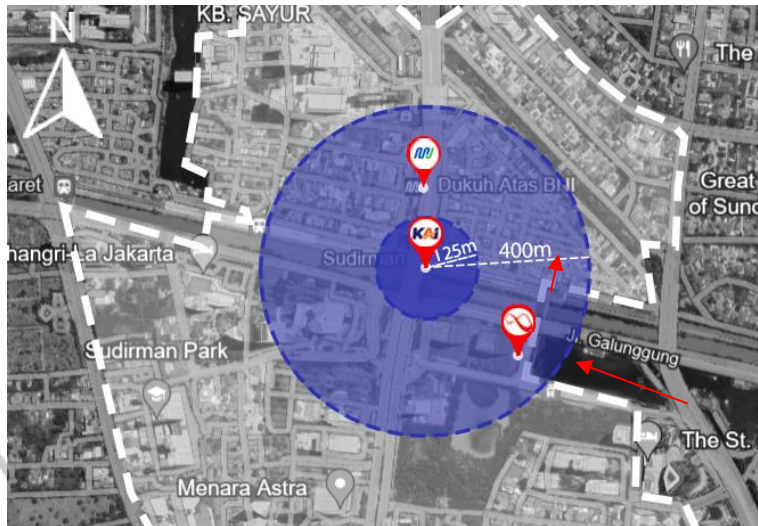 KB. SAYUR
N
The
aret
Dukuh Atas BNI
Great
of Sund
KAI
hangri-La Jakarta
Sudirman
125m
400m
Jl. Galunggung
Sudirman Park
The St.
Menara Astra